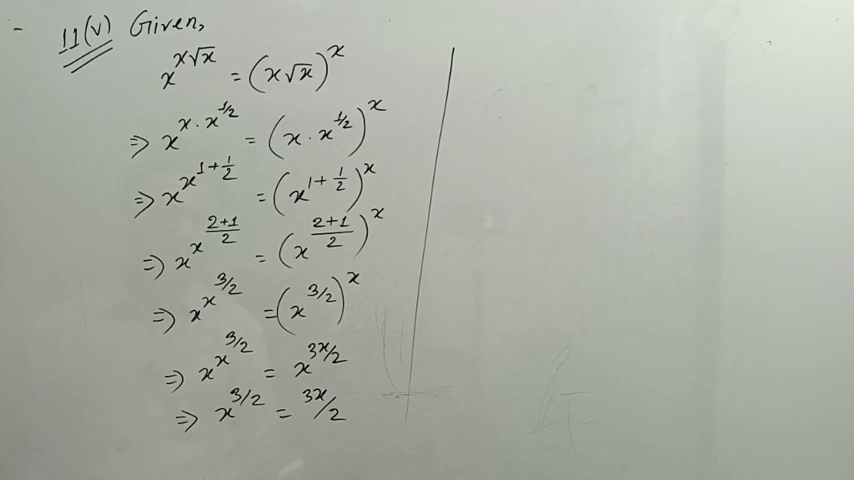 11(v) Given,
x^{x√x} = (x√x)^x
⇒ x^{x·x^{1/2}} = (x·x^{1/2})^x
⇒ x^{x^{1+1/2}} = (x^{1+1/2})^x
⇒ x^{x^{(2+1)/2}} = (x^{(2+1)/2})^x
⇒ x^{x^{3/2}} = (x^{3/2})^x
⇒ x^{x^{3/2}} = x^{3x/2}
⇒ x^{3/2} = 3x/2